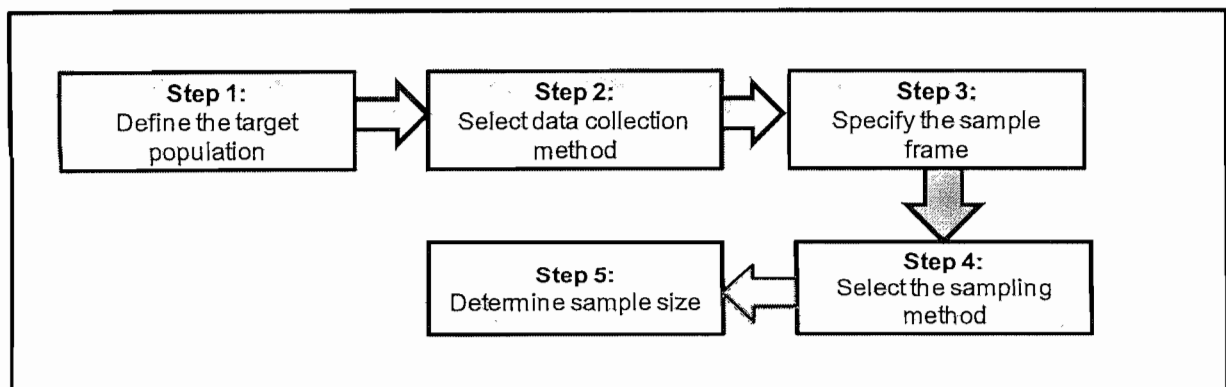 Step 1:
Define the target
population
Step 2:
Select data collection
method
Step 3:
Specify the sample
frame
Step 4:
Select the sampling
method
Step 5:
Determine sample size